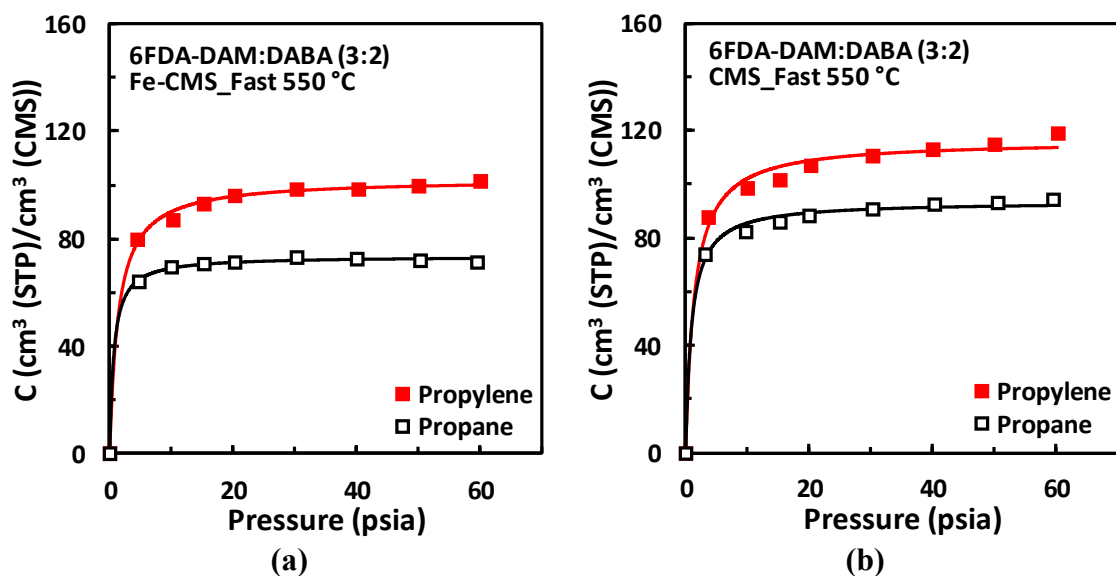 160
120
80
40
0
C (cm³ (STP)/cm³ (CMS))
6FDA-DAM:DABA (3:2)
Fe-CMS_Fast 550 °C
Propylene
Propane
0 20 40 60
Pressure (psia)
(a)
160
120
80
40
0
C (cm³ (STP)/cm³ (CMS))
6FDA-DAM:DABA (3:2)
CMS_Fast 550 °C
Propylene
Propane
0 20 40 60
Pressure (psia)
(b)